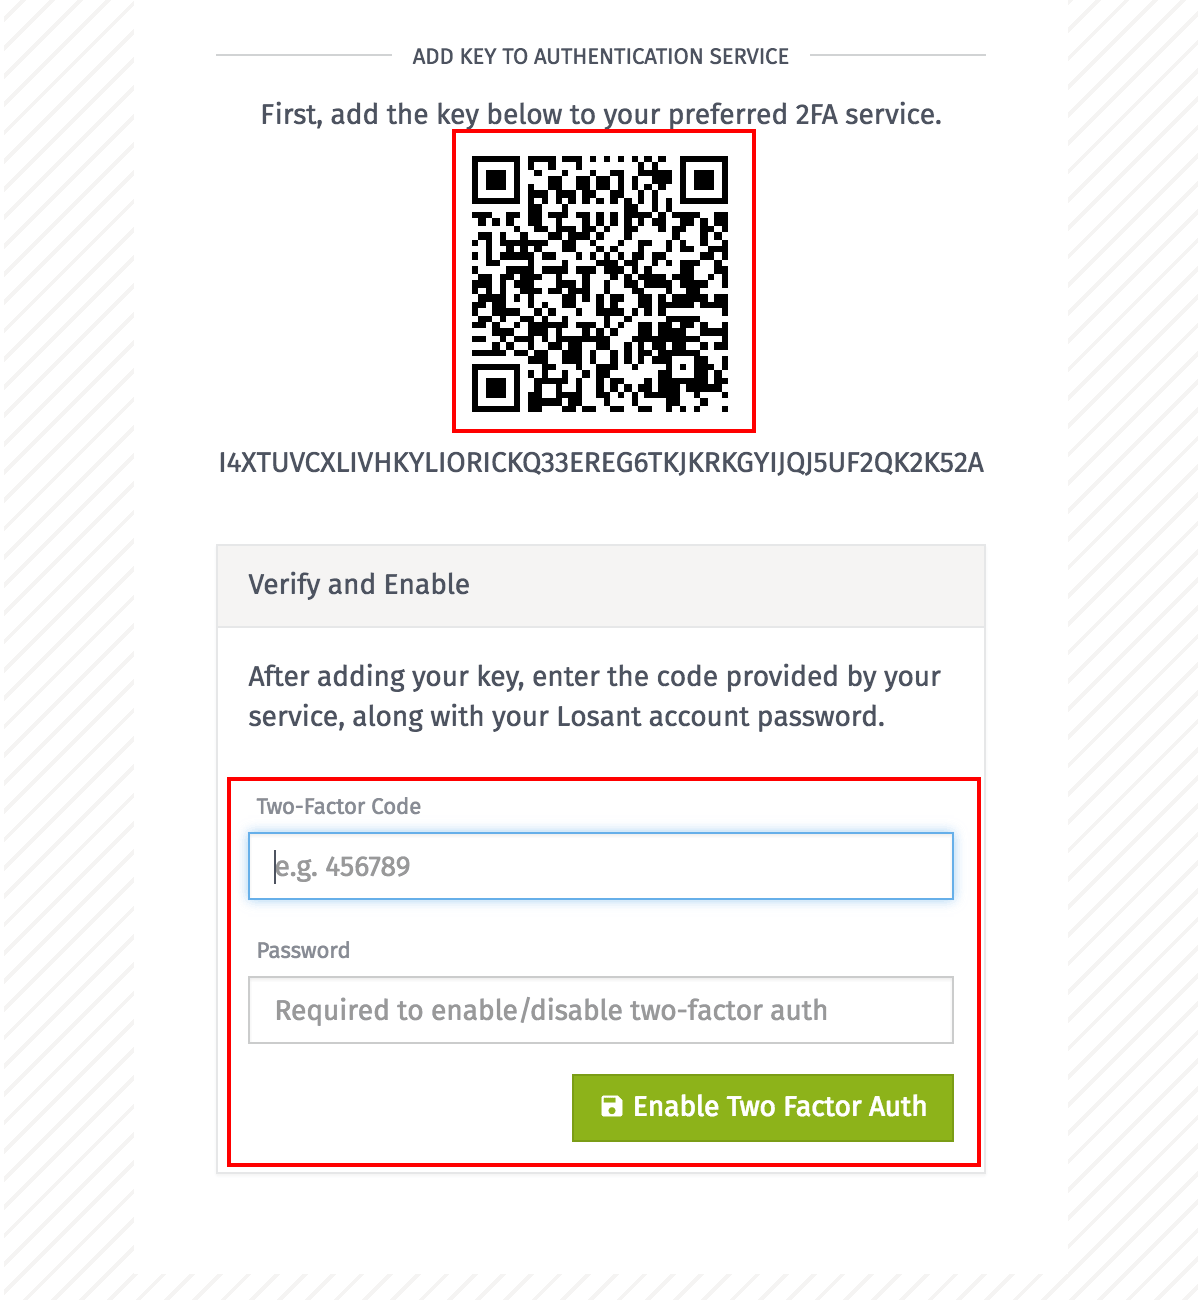 ADD KEY TO AUTHENTICATION SERVICE
First, add the key below to your preferred 2FA service.
I4XTUVCXLIVHKYLIORICKQ33EREG6TKJKRKGYIJQJ5UF2QK2K52A
Verify and Enable
After adding your key, enter the code provided by your
service, along with your Losant account password.
Two-Factor Code
e.g. 456789
Password
Required to enable/disable two-factor auth
Enable Two Factor Auth